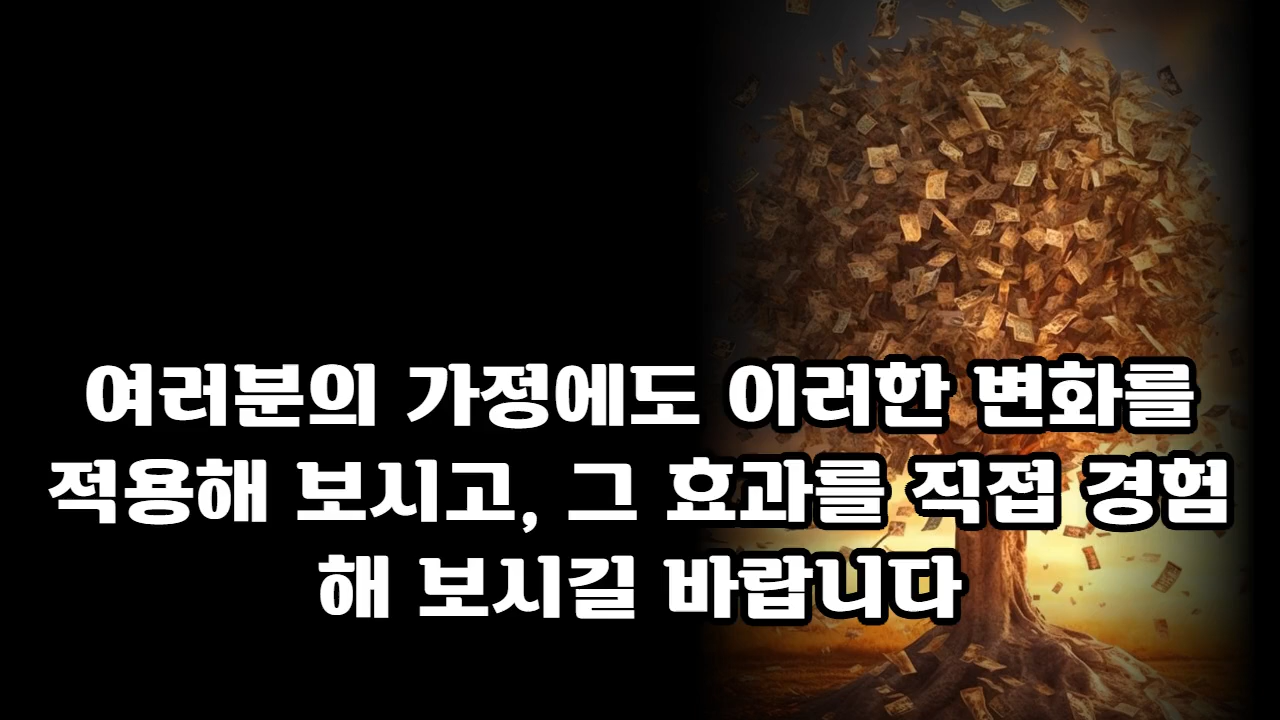 여러분의 가정에도 이러한 변화를
적용해 보시고, 그 효과를 직접 경험
해 보시길 바랍니다